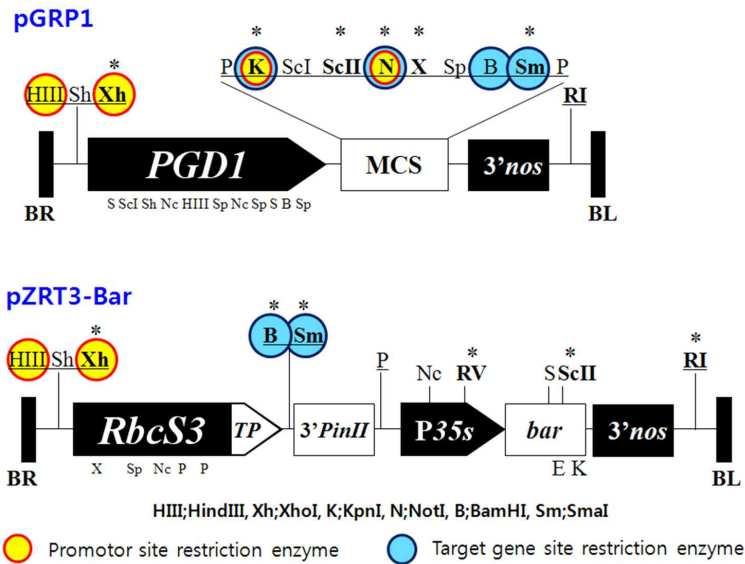 pGRP1
* * * * * *
P K ScI ScII N X Sp B Sm P
HIII Sh Xh
RI
PGD1
MCS
3'nos
S ScI Sh Nc HIII Sp Nc Sp S B Sp
BR
BL
pZRT3-Bar
* * *
B Sm
HIII Sh Xh
P
Nc RV
*
S ScII
*
RI
*
RbcS3 TP
3'PinII
P35s
bar
3'nos
X Sp Nc P P
E K
BR
BL
HIII;HindIII, Xh;XhoI, K;KpnI, N;NotI, B;BamHI, Sm;SmaI
Promotor site restriction enzyme
Target gene site restriction enzyme